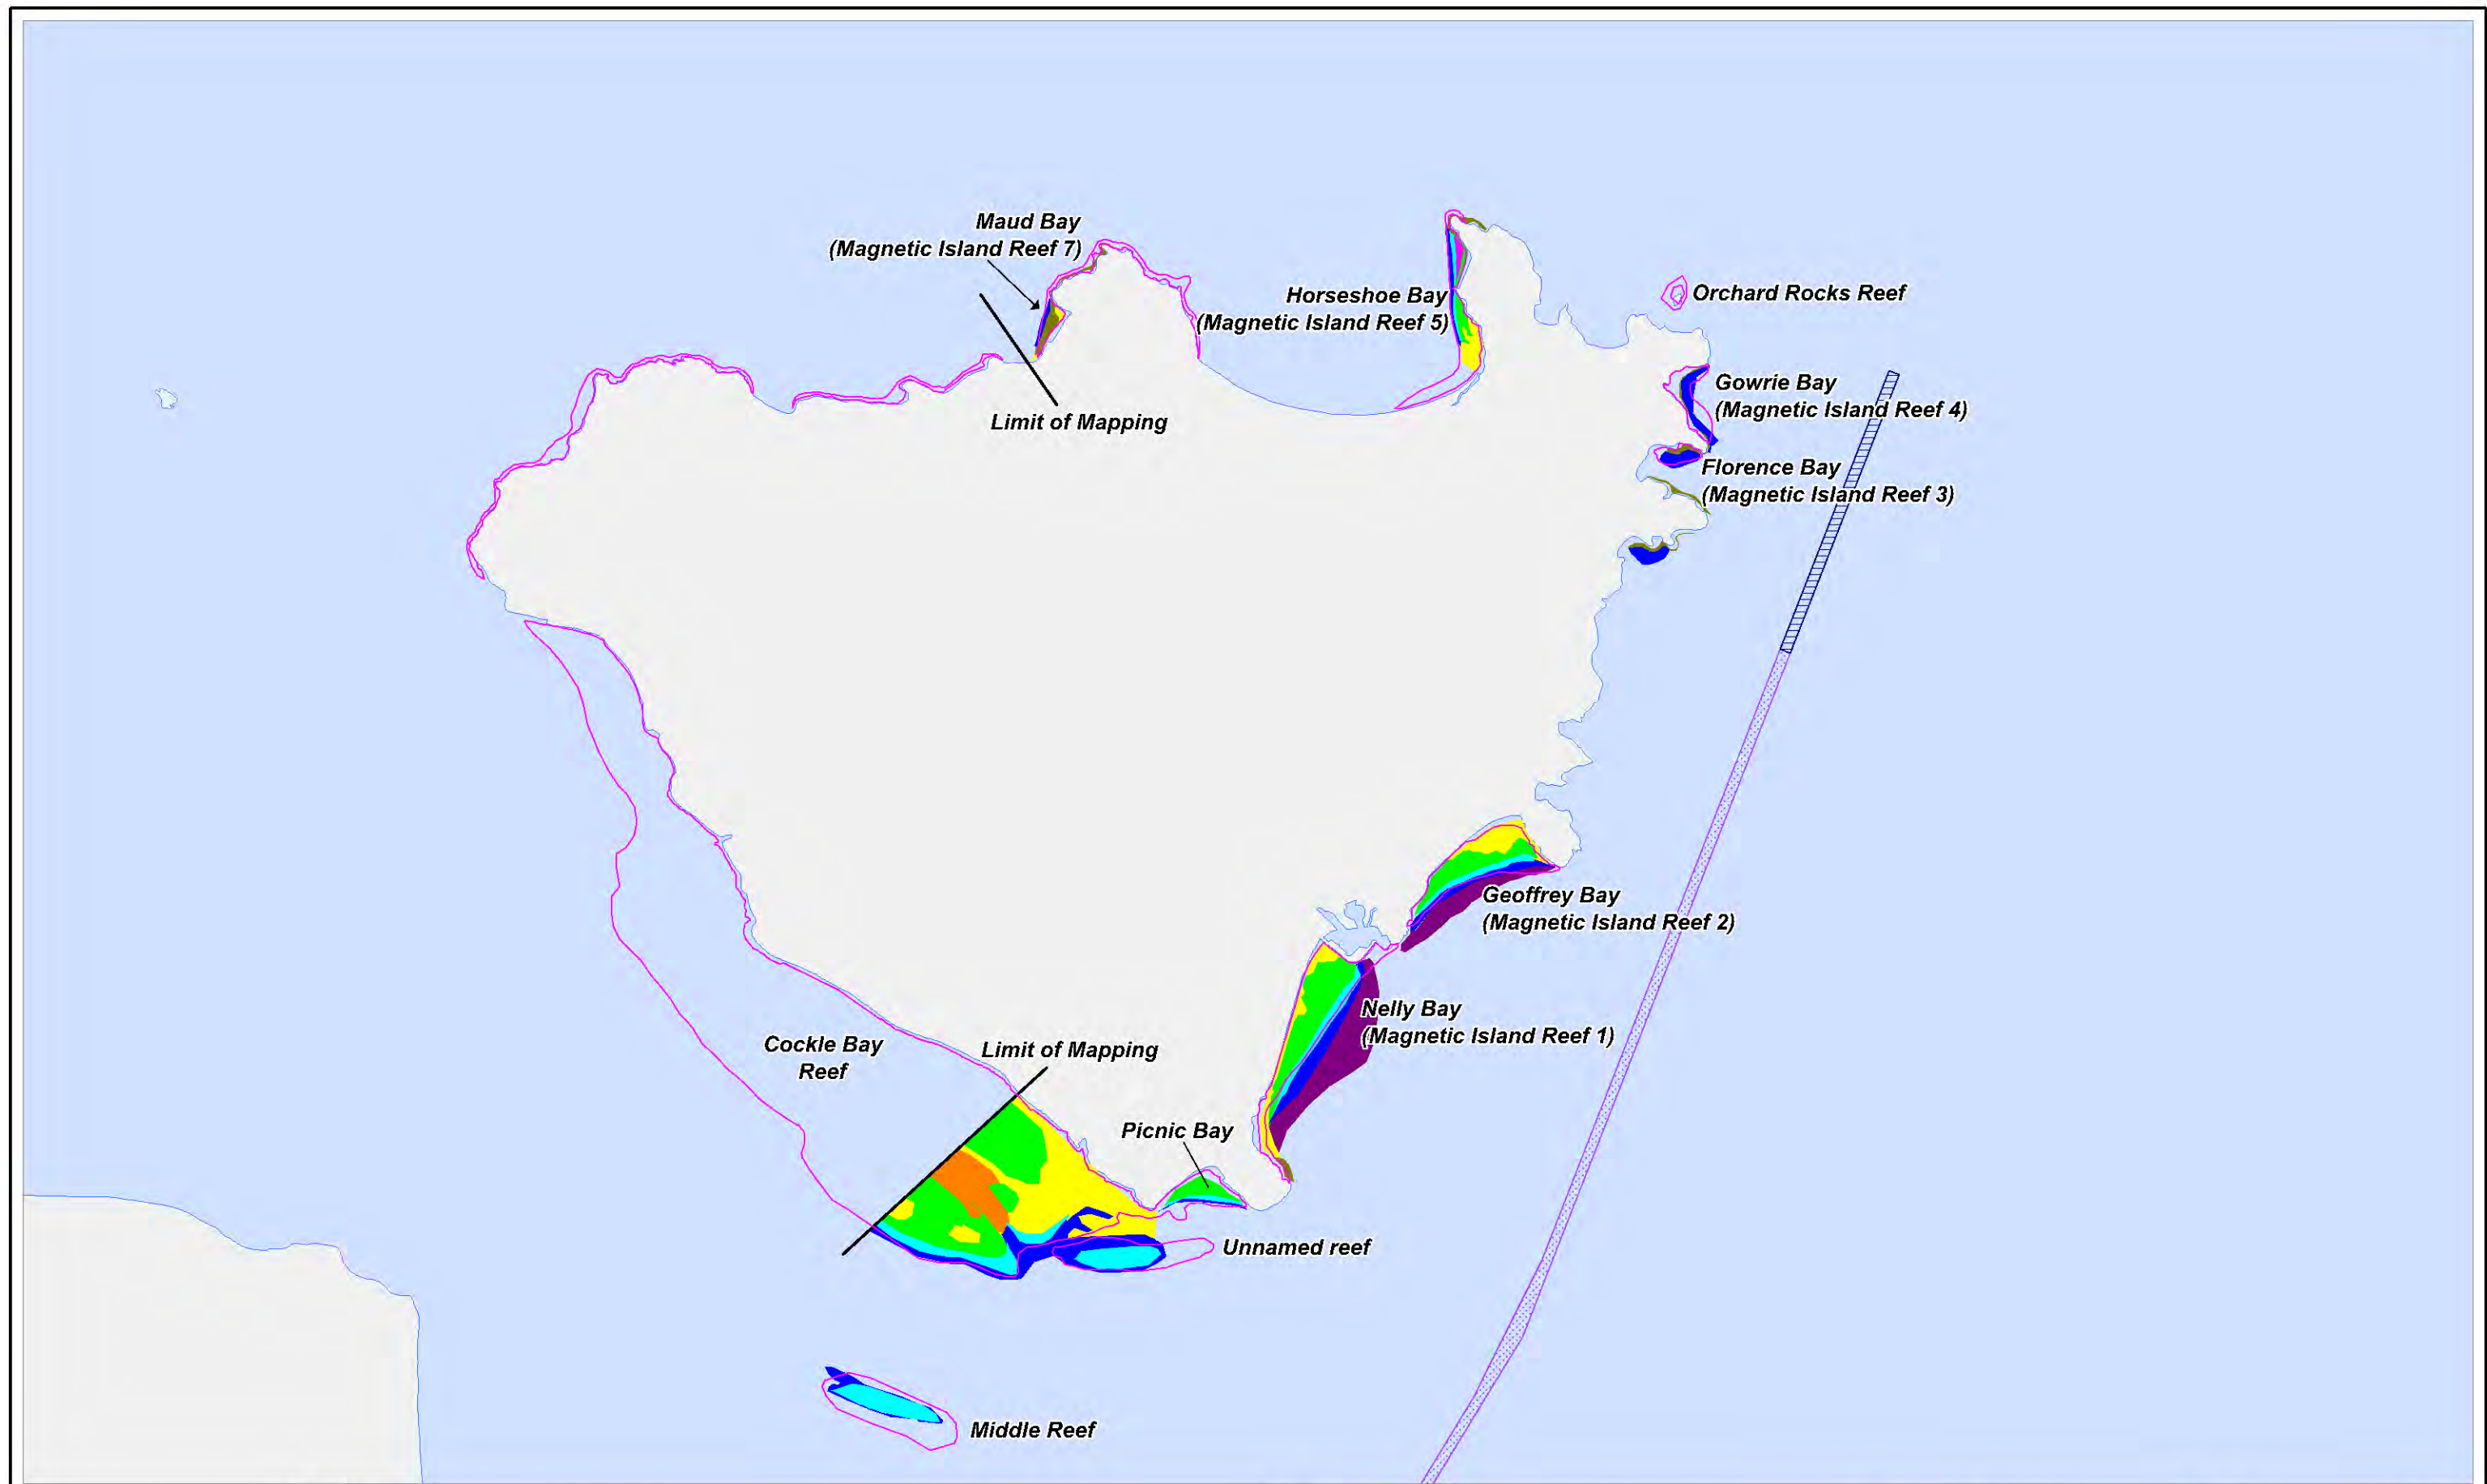 Maud Bay
(Magnetic Island Reef 7)
Horseshoe Bay
(Magnetic Island Reef 5)
Orchard Rocks Reef
Gowrie Bay
(Magnetic Island Reef 4)
Limit of Mapping
Florence Bay
(Magnetic Island Reef 3)
Geoffrey Bay
(Magnetic Island Reef 2)
Nelly Bay
(Magnetic Island Reef 1)
Cockle Bay
Reef
Limit of Mapping
Picnic Bay
Unnamed reef
Middle Reef